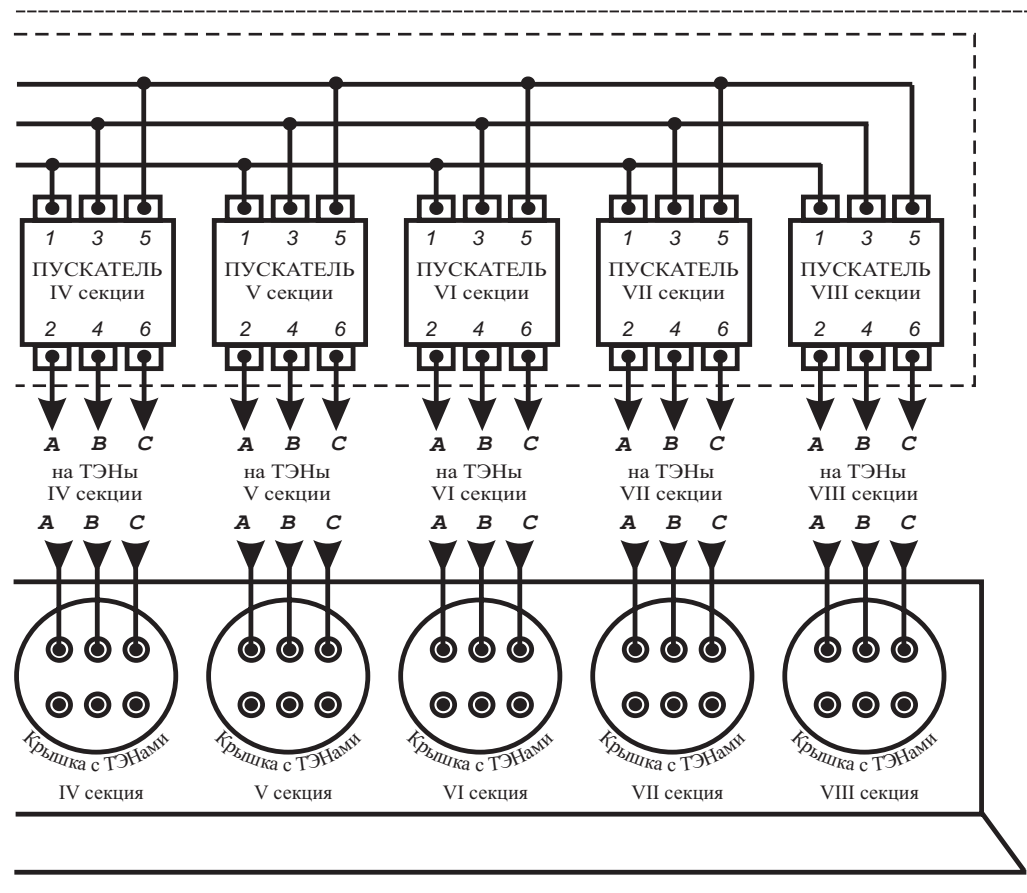 1 3 5 1 3 5 1 3 5 1 3 5 1 3 5
ПУСКАТЕЛЬ ПУСКАТЕЛЬ ПУСКАТЕЛЬ ПУСКАТЕЛЬ ПУСКАТЕЛЬ
IV секции V секции VI секции VII секции VIII секции
2 4 6 2 4 6 2 4 6 2 4 6 2 4 6
A B C A B C A B C A B C A B C
на ТЭНы на ТЭНы на ТЭНы на ТЭНы на ТЭНы
IV секции V секции VI секции VII секции VIII секции
A B C A B C A B C A B C A B C
Крышка с ТЭНами Крышка с ТЭНами Крышка с ТЭНами Крышка с ТЭНами Крышка с ТЭНами
IV секция V секция VI секция VII секция VIII секция